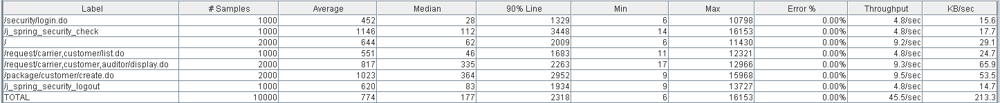 Label # Samples Average Median 90% Line Min Max Error % Throughput KB/sec
/security/login.do 1000 452 28 1329 6 10798 0.00% 4.8/sec 15.6
/j_spring_security_check 1000 1146 112 3448 14 16153 0.00% 4.7/sec 17.7
/ 2000 644 62 2009 6 11430 0.00% 9.2/sec 29.1
/request/carrier,customer/list.do 1000 551 46 1683 11 12321 0.00% 4.8/sec 24.7
/request/carrier,customer,auditor/display.do 2000 817 335 2263 17 12966 0.00% 9.3/sec 65.9
/package/customer/create.do 2000 1023 364 2952 9 15968 0.00% 9.5/sec 53.5
/j_spring_security_logout 1000 620 83 1934 9 13727 0.00% 4.8/sec 14.7
TOTAL 10000 774 177 2318 6 16153 0.00% 45.5/sec 213.3